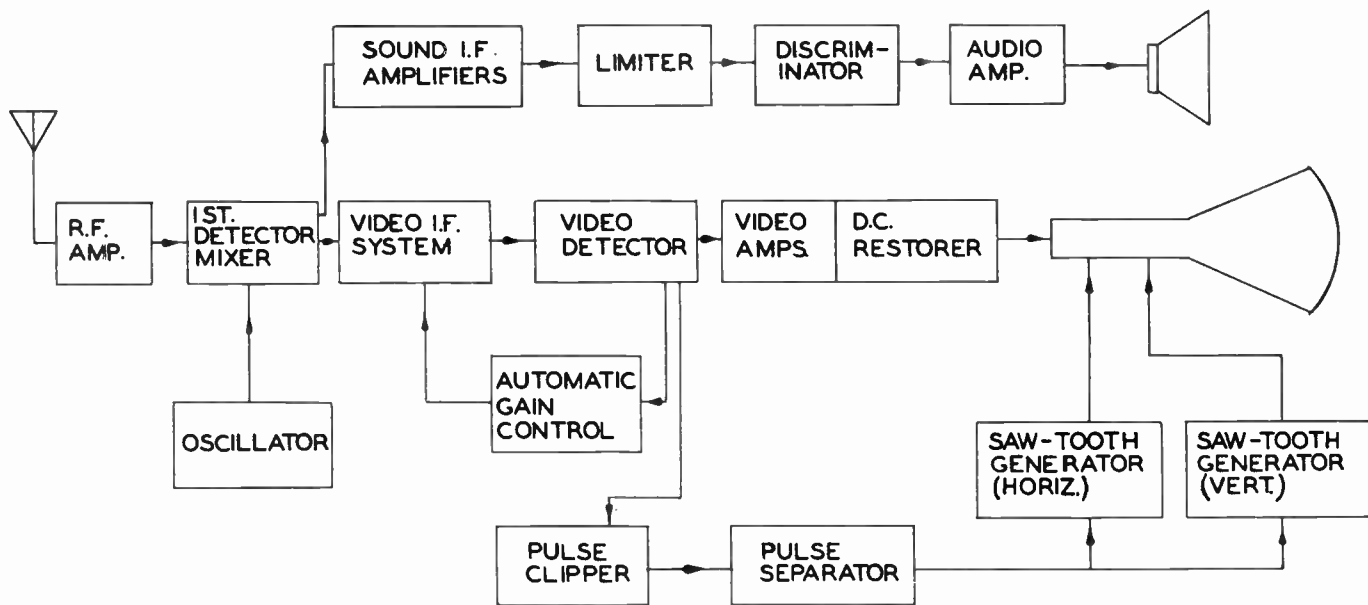 SOUND I.F.
AMPLIFIERS
LIMITER
DISCRIM-
INATOR
AUDIO
AMP.
R.F.
AMP.
1ST.
DETECTOR
MIXER
VIDEO I.F.
SYSTEM
VIDEO
DETECTOR
VIDEO
AMPS.
D.C.
RESTORER
OSCILLATOR
AUTOMATIC
GAIN
CONTROL
SAW-TOOTH
GENERATOR
(HORIZ.)
SAW-TOOTH
GENERATOR
(VERT.)
PULSE
CLIPPER
PULSE
SEPARATOR